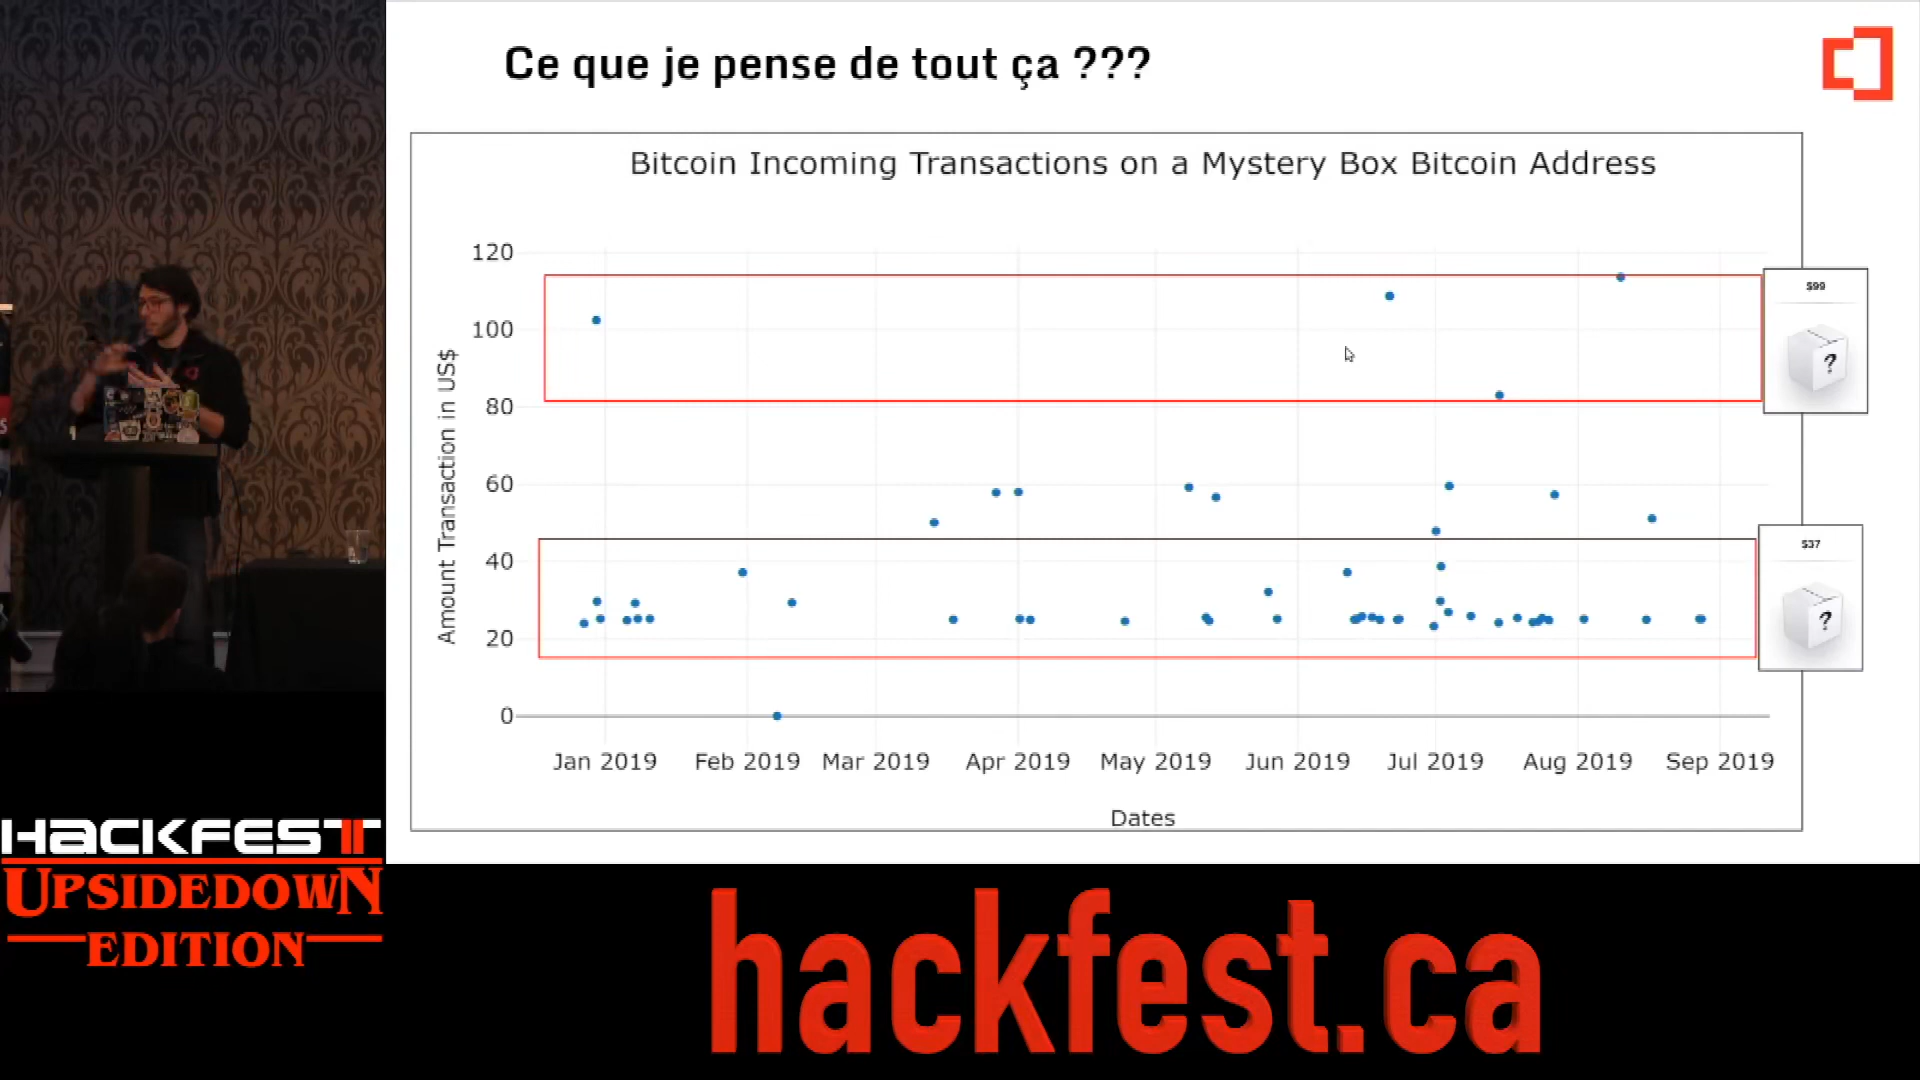 Ce que je pense de tout ça ???
Bitcoin Incoming Transactions on a Mystery Box Bitcoin Address
Amount Transaction in US$
120
100
80
60
40
20
0
Jan 2019 Feb 2019 Mar 2019 Apr 2019 May 2019 Jun 2019 Jul 2019 Aug 2019 Sep 2019
Dates
$99
?
$37
?
HACKFEST
UPSIDEDOWN
EDITION
hackfest.ca